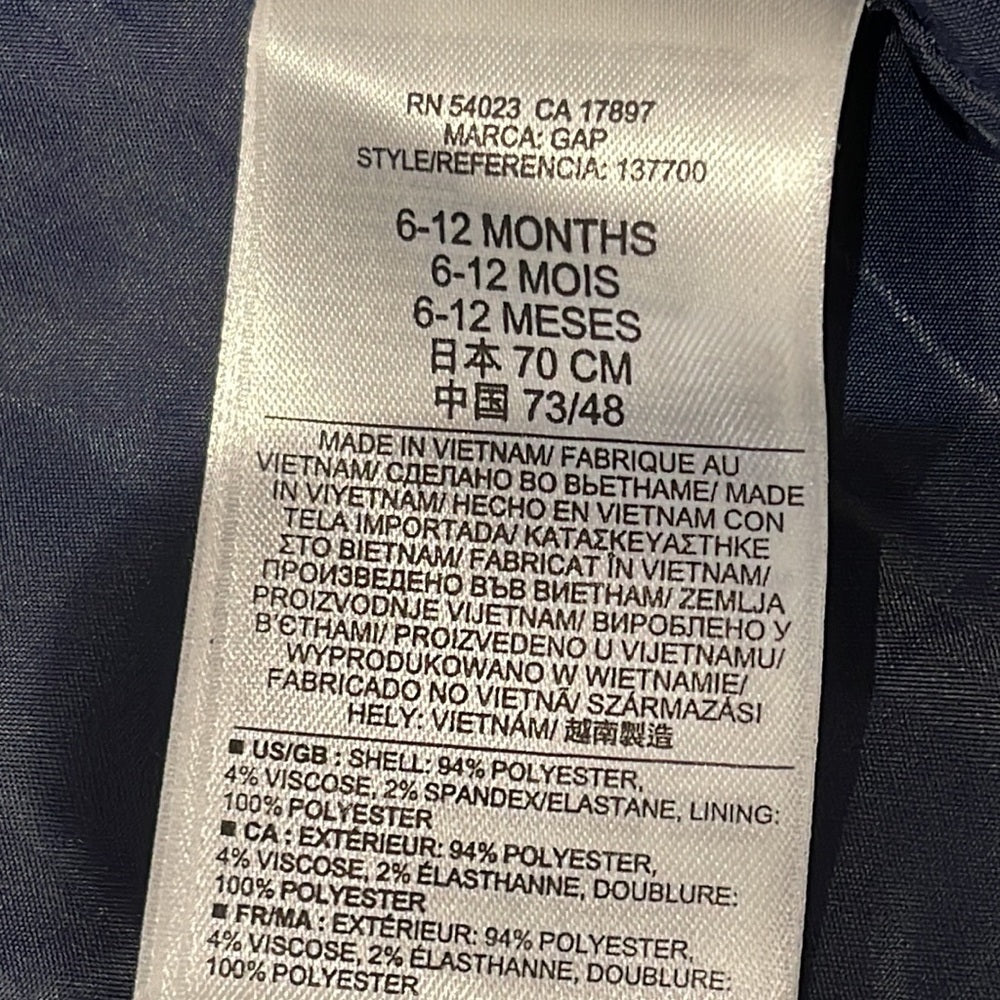 RN 54023 CA 17897
MARCA: GAP
STYLE/REFERENCIA: 137700
6-12 MONTHS
6-12 MOIS
6-12 MESES
日本 70 CM
中国 73/48
MADE IN VIETNAM/ FABRIQUE AU
VIETNAM/ СДЕЛАНО ВО ВЬЕТНАМЕ/ MADE
IN VIYETNAM/ HECHO EN VIETNAM CON
TELA IMPORTADA/ ΚΑΤΑΣΚΕΥΑΣΤΗΚΕ
ΣΤΟ ΒΙΕΤΝΑΜ/ FABRICAT ÎN VIETNAM/
ПРОИЗВЕДЕНО ВЪВ ВИЕТНАМ/ ZEMLJA
PROIZVODNJE VIJETNAM/ ВИРОБЛЕНО У
В'ЄТНАМІ/ PROIZVEDENO U VIJETNAMU/
WYPRODUKOWANO W WIETNAMIE/
FABRICADO NO VIETNÃ/ SZÁRMAZÁSI
HELY: VIETNÁM/ 越南製造
■ US/GB : SHELL: 94% POLYESTER,
4% VISCOSE, 2% SPANDEX/ELASTANE, LINING:
100% POLYESTER
■ CA : EXTÉRIEUR: 94% POLYESTER,
4% VISCOSE, 2% ÉLASTHANNE, DOUBLURE:
100% POLYESTER
■ FR/MA : EXTÉRIEUR: 94% POLYESTER,
4% VISCOSE, 2% ÉLASTHANNE, DOUBLURE:
100% POLYESTER